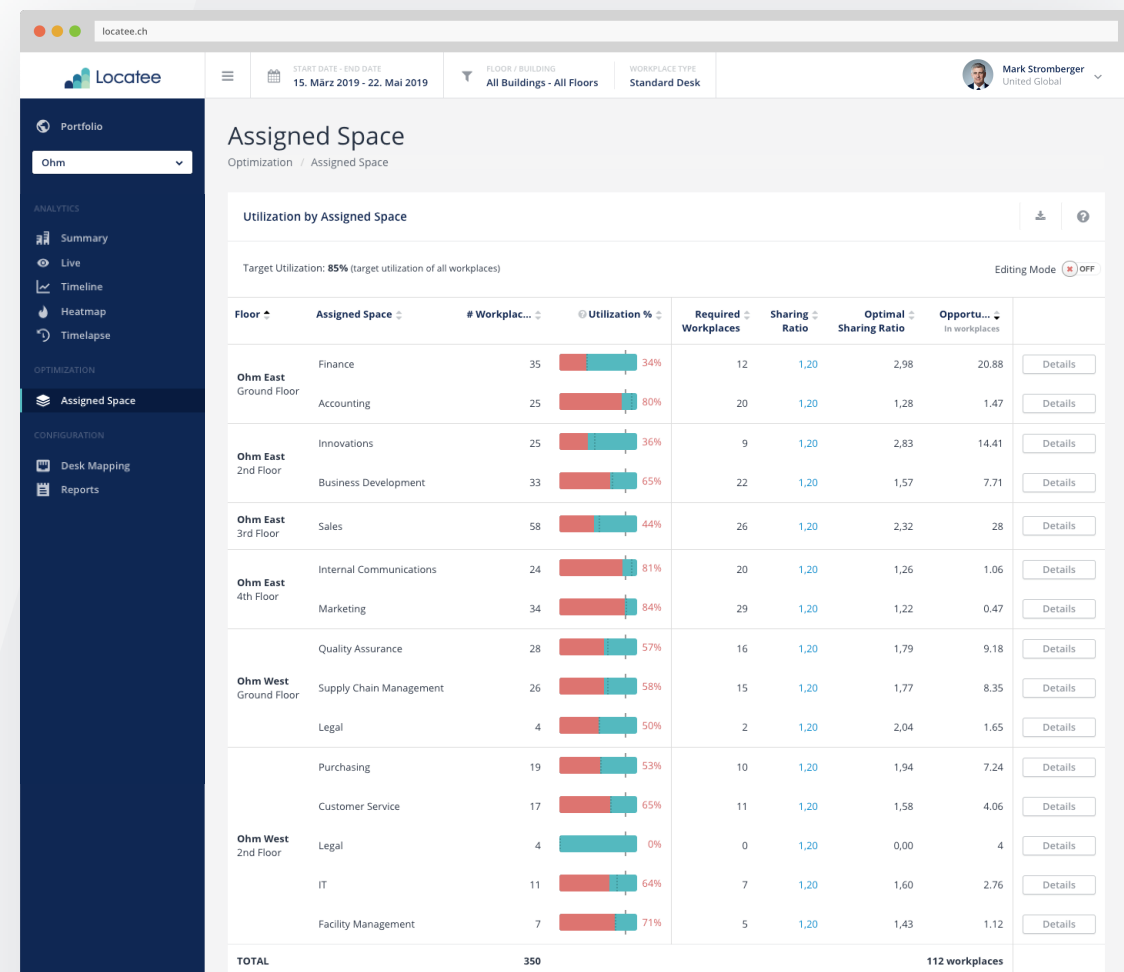 locatee.ch
Locatee
START DATE - END DATE
15. März 2019 - 22. Mai 2019
FLOOR / BUILDING
All Buildings - All Floors
WORKPLACE TYPE
Standard Desk
Mark Stromberger
United Global
Portfolio
Ohm
ANALYTICS
Summary
Live
Timeline
Heatmap
Timelapse
OPTIMIZATION
Assigned Space
CONFIGURATION
Desk Mapping
Reports
Assigned Space
Optimization / Assigned Space
Utilization by Assigned Space
Target Utilization: 85% (target utilization of all workplaces)
Editing Mode OFF
Floor Assigned Space # Workplac... Utilization % Required Workplaces Sharing Ratio Optimal Sharing Ratio Opportu... In workplaces
Ohm East
Ground Floor
Finance 35 34% 12 1,20 2,98 20.88 Details
Accounting 25 80% 20 1,20 1,28 1.47 Details
Ohm East
2nd Floor
Innovations 25 36% 9 1,20 2,83 14.41 Details
Business Development 33 65% 22 1,20 1,57 7.71 Details
Ohm East
3rd Floor
Sales 58 44% 26 1,20 2,32 28 Details
Ohm East
4th Floor
Internal Communications 24 81% 20 1,20 1,26 1.06 Details
Marketing 34 84% 29 1,20 1,22 0.47 Details
Ohm West
Ground Floor
Quality Assurance 28 57% 16 1,20 1,79 9.18 Details
Supply Chain Management 26 58% 15 1,20 1,77 8.35 Details
Legal 4 50% 2 1,20 2,04 1.65 Details
Ohm West
2nd Floor
Purchasing 19 53% 10 1,20 1,94 7.24 Details
Customer Service 17 65% 11 1,20 1,58 4.06 Details
Legal 4 0% 0 1,20 0,00 4 Details
IT 11 64% 7 1,20 1,60 2.76 Details
Facility Management 7 71% 5 1,20 1,43 1.12 Details
TOTAL 350 112 workplaces